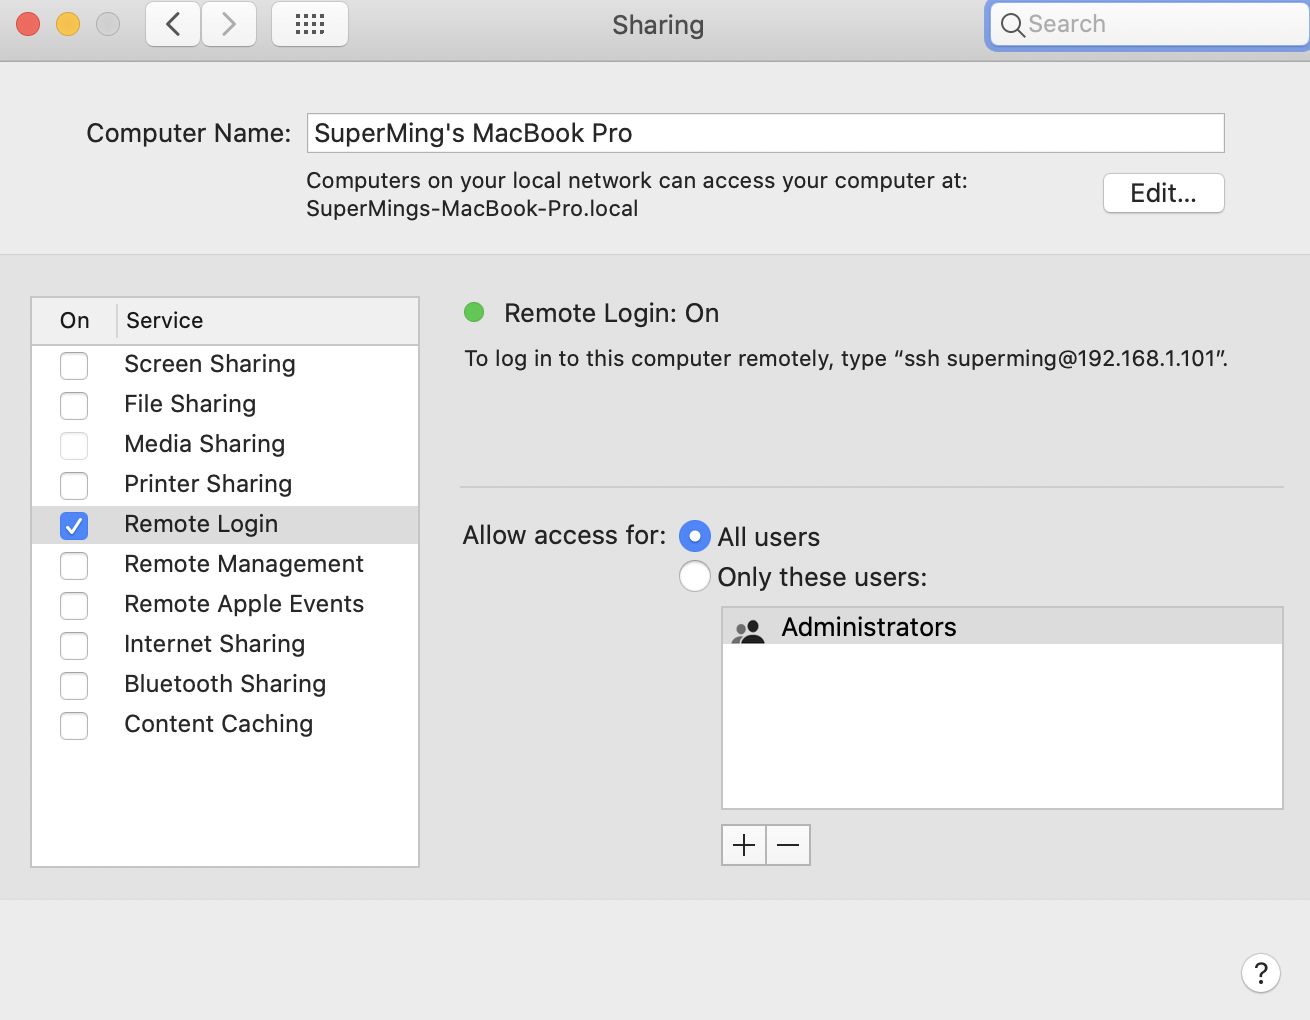 Sharing
Search
Computer Name:
SuperMing's MacBook Pro
Computers on your local network can access your computer at:
SuperMings-MacBook-Pro.local
Edit...
On
Service
Screen Sharing
File Sharing
Media Sharing
Printer Sharing
Remote Login
Remote Management
Remote Apple Events
Internet Sharing
Bluetooth Sharing
Content Caching
Remote Login: On
To log in to this computer remotely, type “ssh superming@192.168.1.101”.
Allow access for:
All users
Only these users:
Administrators
?